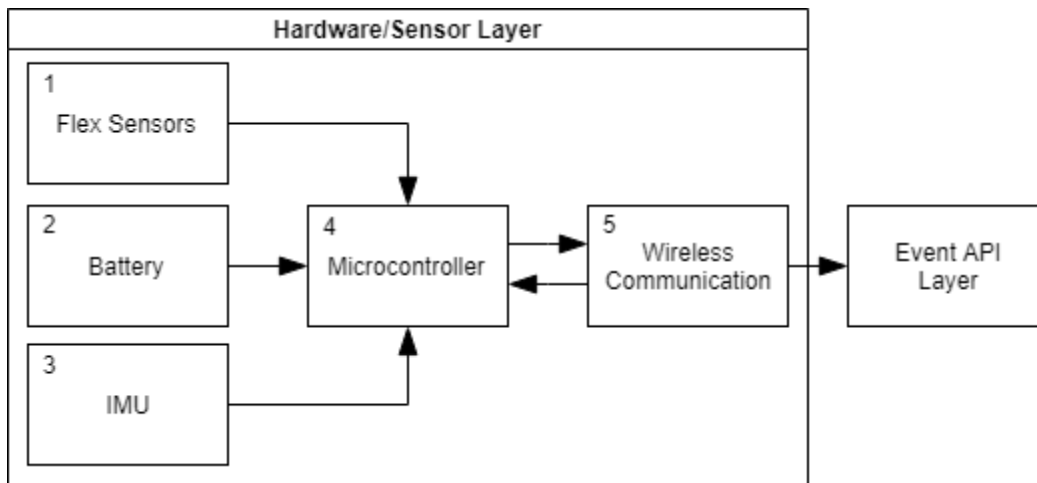 Hardware/Sensor Layer
1
Flex Sensors
2
Battery
3
IMU
4
Microcontroller
5
Wireless
Communication
Event API
Layer